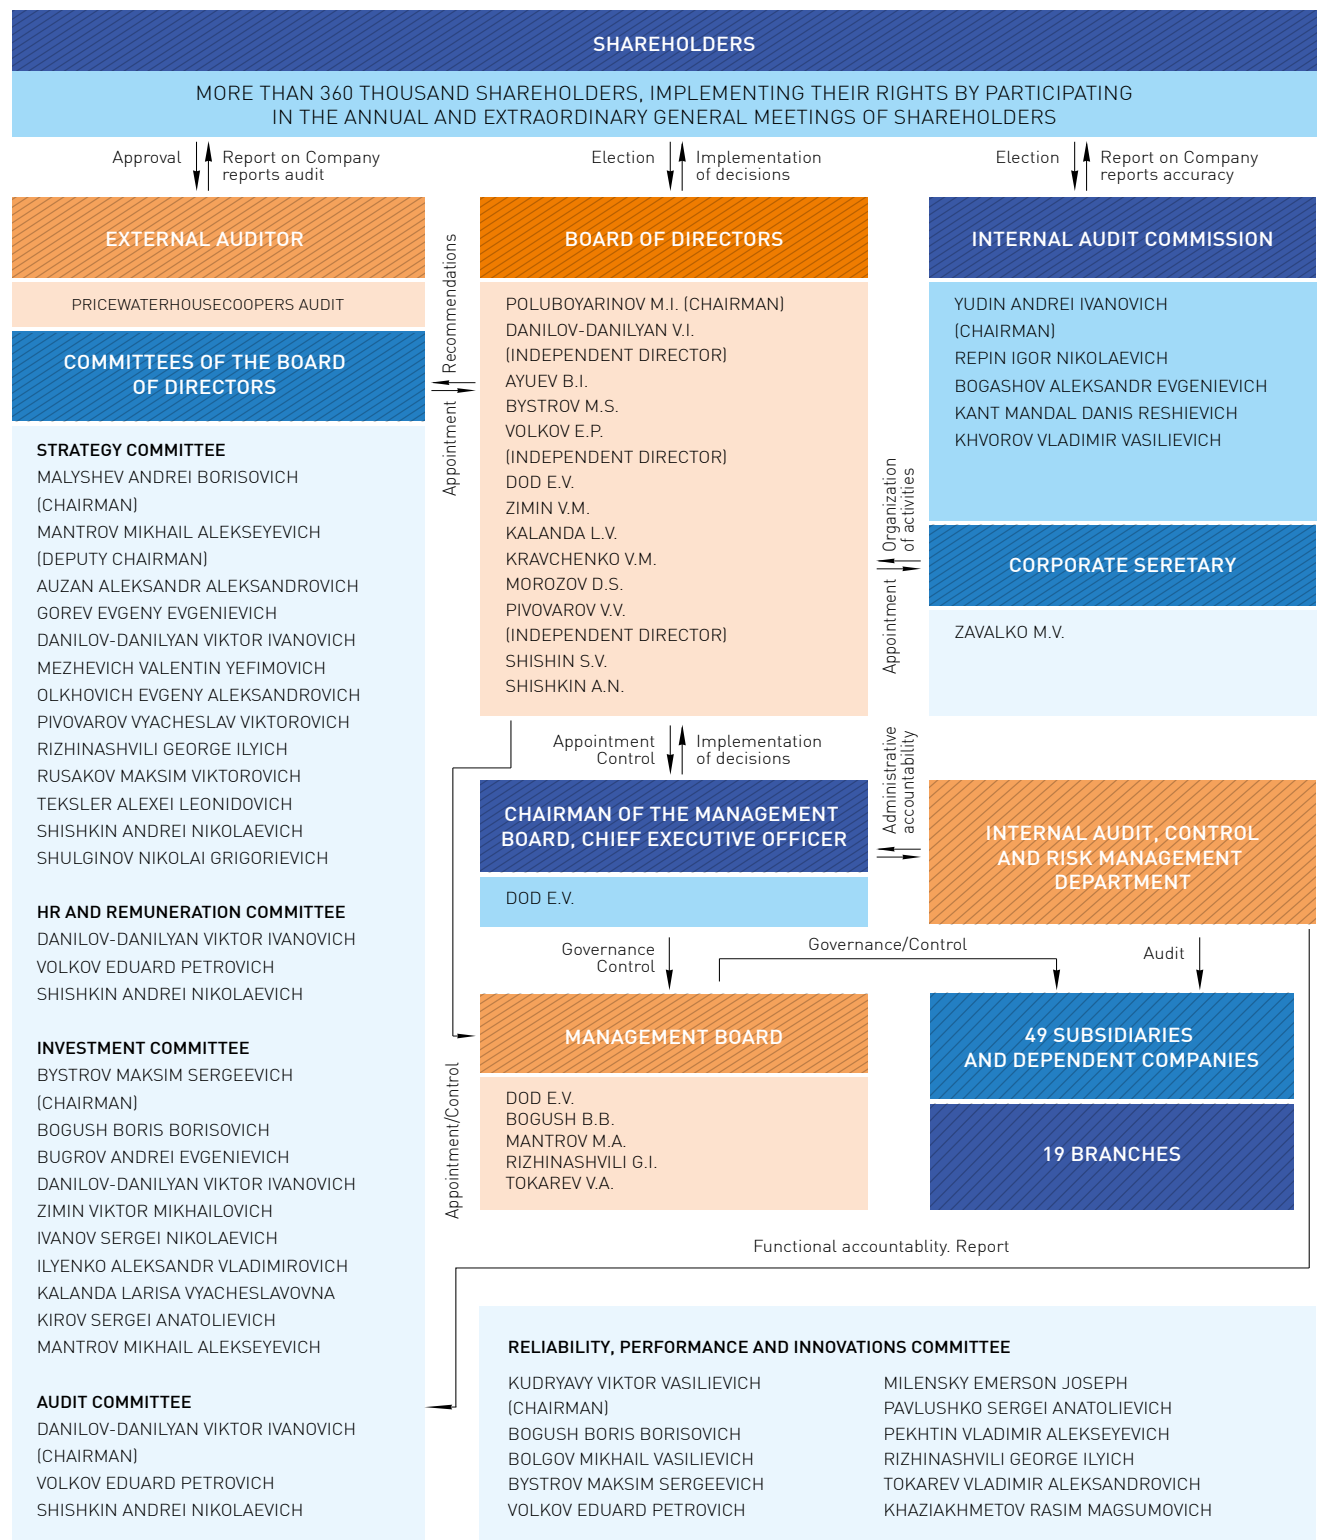 SHAREHOLDERS
MORE THAN 360 THOUSAND SHAREHOLDERS, IMPLEMENTING THEIR RIGHTS BY PARTICIPATING
IN THE ANNUAL AND EXTRAORDINARY GENERAL MEETINGS OF SHAREHOLDERS
Approval
Report on Company
reports audit
Election
Implementation
of decisions
Election
Report on Company
reports accuracy
EXTERNAL AUDITOR
PRICEWATERHOUSECOOPERS AUDIT
COMMITTEES OF THE BOARD
OF DIRECTORS
STRATEGY COMMITTEE
MALYSHEV ANDREI BORISOVICH
(CHAIRMAN)
MANTROV MIKHAIL ALEKSEYEVICH
(DEPUTY CHAIRMAN)
AUZAN ALEKSANDR ALEKSANDROVICH
GOREV EVGENY EVGENIEVICH
DANILOV-DANILYAN VIKTOR IVANOVICH
MEZHEVICH VALENTIN YEFIMOVICH
OLKHOVICH EVGENY ALEKSANDROVICH
PIVOVAROV VYACHESLAV VIKTOROVICH
RIZHINASHVILI GEORGE ILYICH
RUSAKOV MAKSIM VIKTOROVICH
TEKSLER ALEXEI LEONIDOVICH
SHISHKIN ANDREI NIKOLAEVICH
SHULGINOV NIKOLAI GRIGORIEVICH
HR AND REMUNERATION COMMITTEE
DANILOV-DANILYAN VIKTOR IVANOVICH
VOLKOV EDUARD PETROVICH
SHISHKIN ANDREI NIKOLAEVICH
INVESTMENT COMMITTEE
BYSTROV MAKSIM SERGEEVICH
(CHAIRMAN)
BOGUSH BORIS BORISOVICH
BUGROV ANDREI EVGENIEVICH
DANILOV-DANILYAN VIKTOR IVANOVICH
ZIMIN VIKTOR MIKHAILOVICH
IVANOV SERGEI NIKOLAEVICH
ILYENKO ALEKSANDR VLADIMIROVICH
KALANDA LARISA VYACHESLAVOVNA
KIROV SERGEI ANATOLIEVICH
MANTROV MIKHAIL ALEKSEYEVICH
AUDIT COMMITTEE
DANILOV-DANILYAN VIKTOR IVANOVICH
(CHAIRMAN)
VOLKOV EDUARD PETROVICH
SHISHKIN ANDREI NIKOLAEVICH
Recommendations
Appointment
BOARD OF DIRECTORS
POLUBOYARINOV M.I. (CHAIRMAN)
DANILOV-DANILYAN V.I.
(INDEPENDENT DIRECTOR)
AYUEV B.I.
BYSTROV M.S.
VOLKOV E.P.
(INDEPENDENT DIRECTOR)
DOD E.V.
ZIMIN V.M.
KALANDA L.V.
KRAVCHENKO V.M.
MOROZOV D.S.
PIVOVAROV V.V.
(INDEPENDENT DIRECTOR)
SHISHIN S.V.
SHISHKIN A.N.
Organization
of activities
Appointment
INTERNAL AUDIT COMMISSION
YUDIN ANDREI IVANOVICH
(CHAIRMAN)
REPIN IGOR NIKOLAEVICH
BOGASHOV ALEKSANDR EVGENIEVICH
KANT MANDAL DANIS RESHIEVICH
KHVOROV VLADIMIR VASILIEVICH
CORPORATE SERETARY
ZAVALKO M.V.
Appointment
Control
Implementation
of decisions
Administrative
accountability
CHAIRMAN OF THE MANAGEMENT
BOARD, CHIEF EXECUTIVE OFFICER
DOD E.V.
INTERNAL AUDIT, CONTROL
AND RISK MANAGEMENT
DEPARTMENT
Governance
Control
Governance/Control
Audit
Appointment/Control
MANAGEMENT BOARD
DOD E.V.
BOGUSH B.B.
MANTROV M.A.
RIZHINASHVILI G.I.
TOKAREV V.A.
49 SUBSIDIARIES
AND DEPENDENT COMPANIES
19 BRANCHES
Functional accountablity. Report
RELIABILITY, PERFORMANCE AND INNOVATIONS COMMITTEE
KUDRYAVY VIKTOR VASILIEVICH
(CHAIRMAN)
BOGUSH BORIS BORISOVICH
BOLGOV MIKHAIL VASILIEVICH
BYSTROV MAKSIM SERGEEVICH
VOLKOV EDUARD PETROVICH
MILENSKY EMERSON JOSEPH
PAVLUSHKO SERGEI ANATOLIEVICH
PEKHTIN VLADIMIR ALEKSEYEVICH
RIZHINASHVILI GEORGE ILYICH
TOKAREV VLADIMIR ALEKSANDROVICH
KHAZIAKHMETOV RASIM MAGSUMOVICH